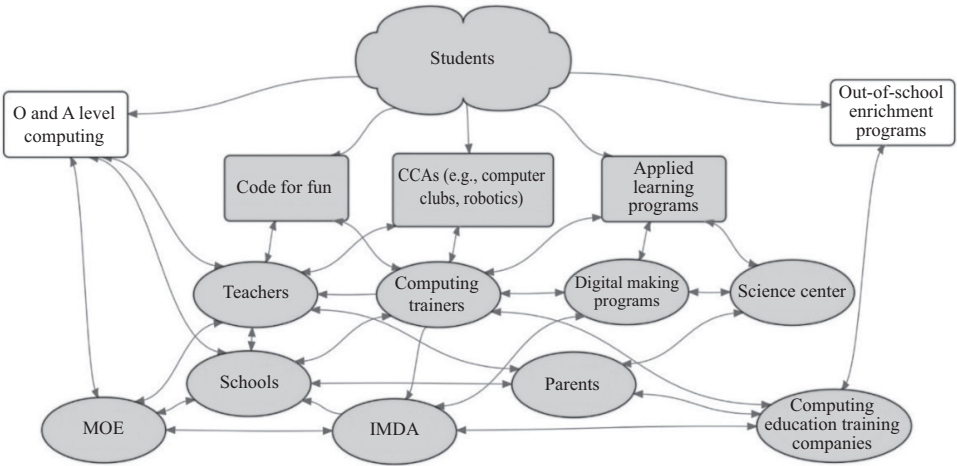 Students
O and A level
computing
Out-of-school
enrichment
programs
Code for fun
CCAs (e.g., computer
clubs, robotics)
Applied
learning
programs
Teachers
Computing
trainers
Digital making
programs
Science center
Schools
Parents
MOE
IMDA
Computing
education training
companies